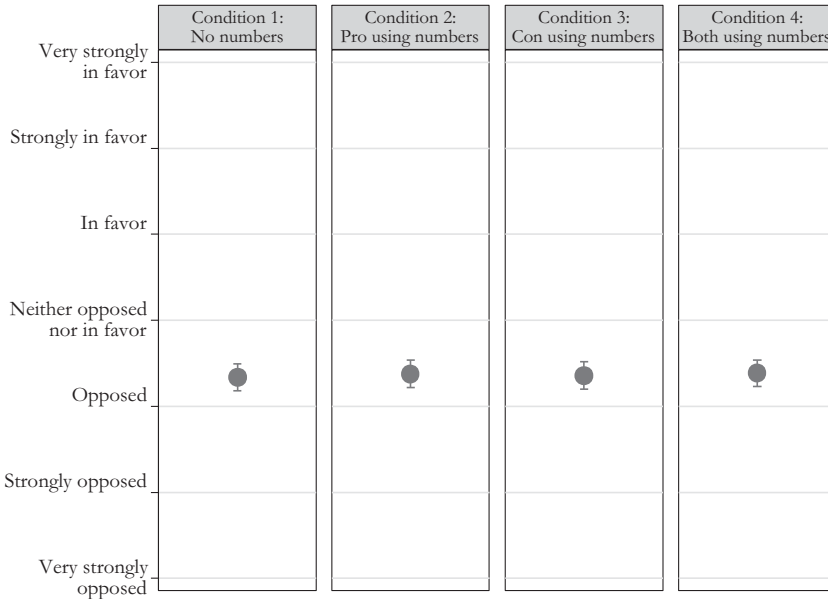 Condition 1:
No numbers
Condition 2:
Pro using numbers
Condition 3:
Con using numbers
Condition 4:
Both using numbers
Very strongly
in favor
Strongly in favor
In favor
Neither opposed
nor in favor
Opposed
Strongly opposed
Very strongly
opposed